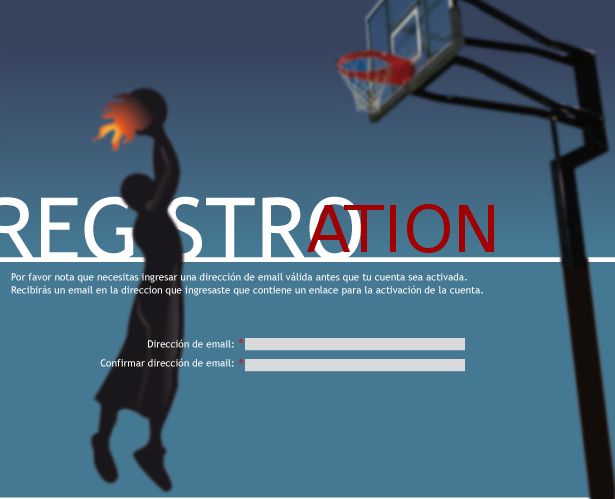 REGISTROATION
Por favor nota que necesitas ingresar una dirección de email válida antes que tu cuenta sea activada.
Recibirás un email en la direccion que ingresaste que contiene un enlace para la activación de la cuenta.
Dirección de email: *
Confirmar dirección de email: *